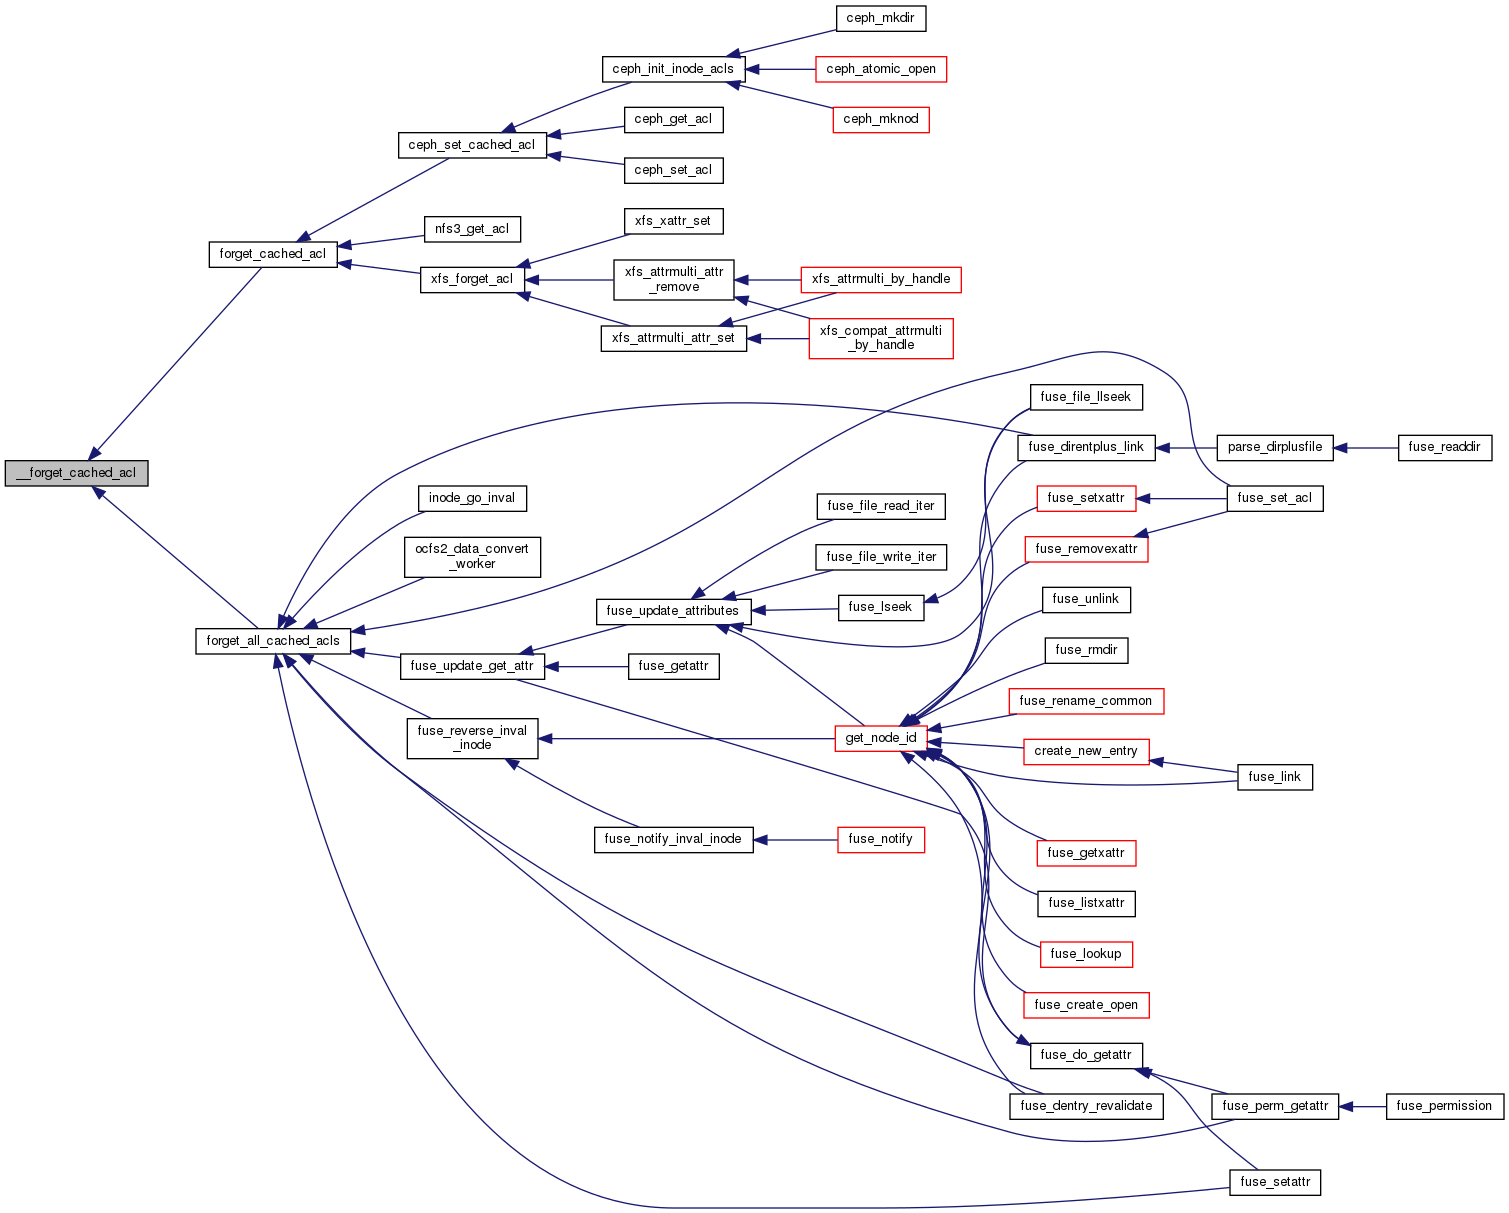 ceph_mkdir
ceph_init_inode_acls
ceph_atomic_open
ceph_mknod
ceph_get_acl
ceph_set_cached_acl
ceph_set_acl
xfs_xattr_set
nfs3_get_acl
forget_cached_acl
xfs_forget_acl
xfs_attrmulti_attr
_remove
xfs_attrmulti_by_handle
xfs_attrmulti_attr_set
xfs_compat_attrmulti
_by_handle
fuse_file_llseek
fuse_direntplus_link
parse_dirplusfile
fuse_readdir
__forget_cached_acl
inode_go_inval
fuse_setxattr
fuse_set_acl
fuse_file_read_iter
ocfs2_data_convert
_worker
fuse_file_write_iter
fuse_removexattr
fuse_update_attributes
fuse_lseek
fuse_unlink
forget_all_cached_acls
fuse_rmdir
fuse_update_get_attr
fuse_getattr
fuse_rename_common
fuse_reverse_inval
_inode
get_node_id
create_new_entry
fuse_link
fuse_notify_inval_inode
fuse_notify
fuse_getxattr
fuse_listxattr
fuse_lookup
fuse_create_open
fuse_do_getattr
fuse_dentry_revalidate
fuse_perm_getattr
fuse_permission
fuse_setattr